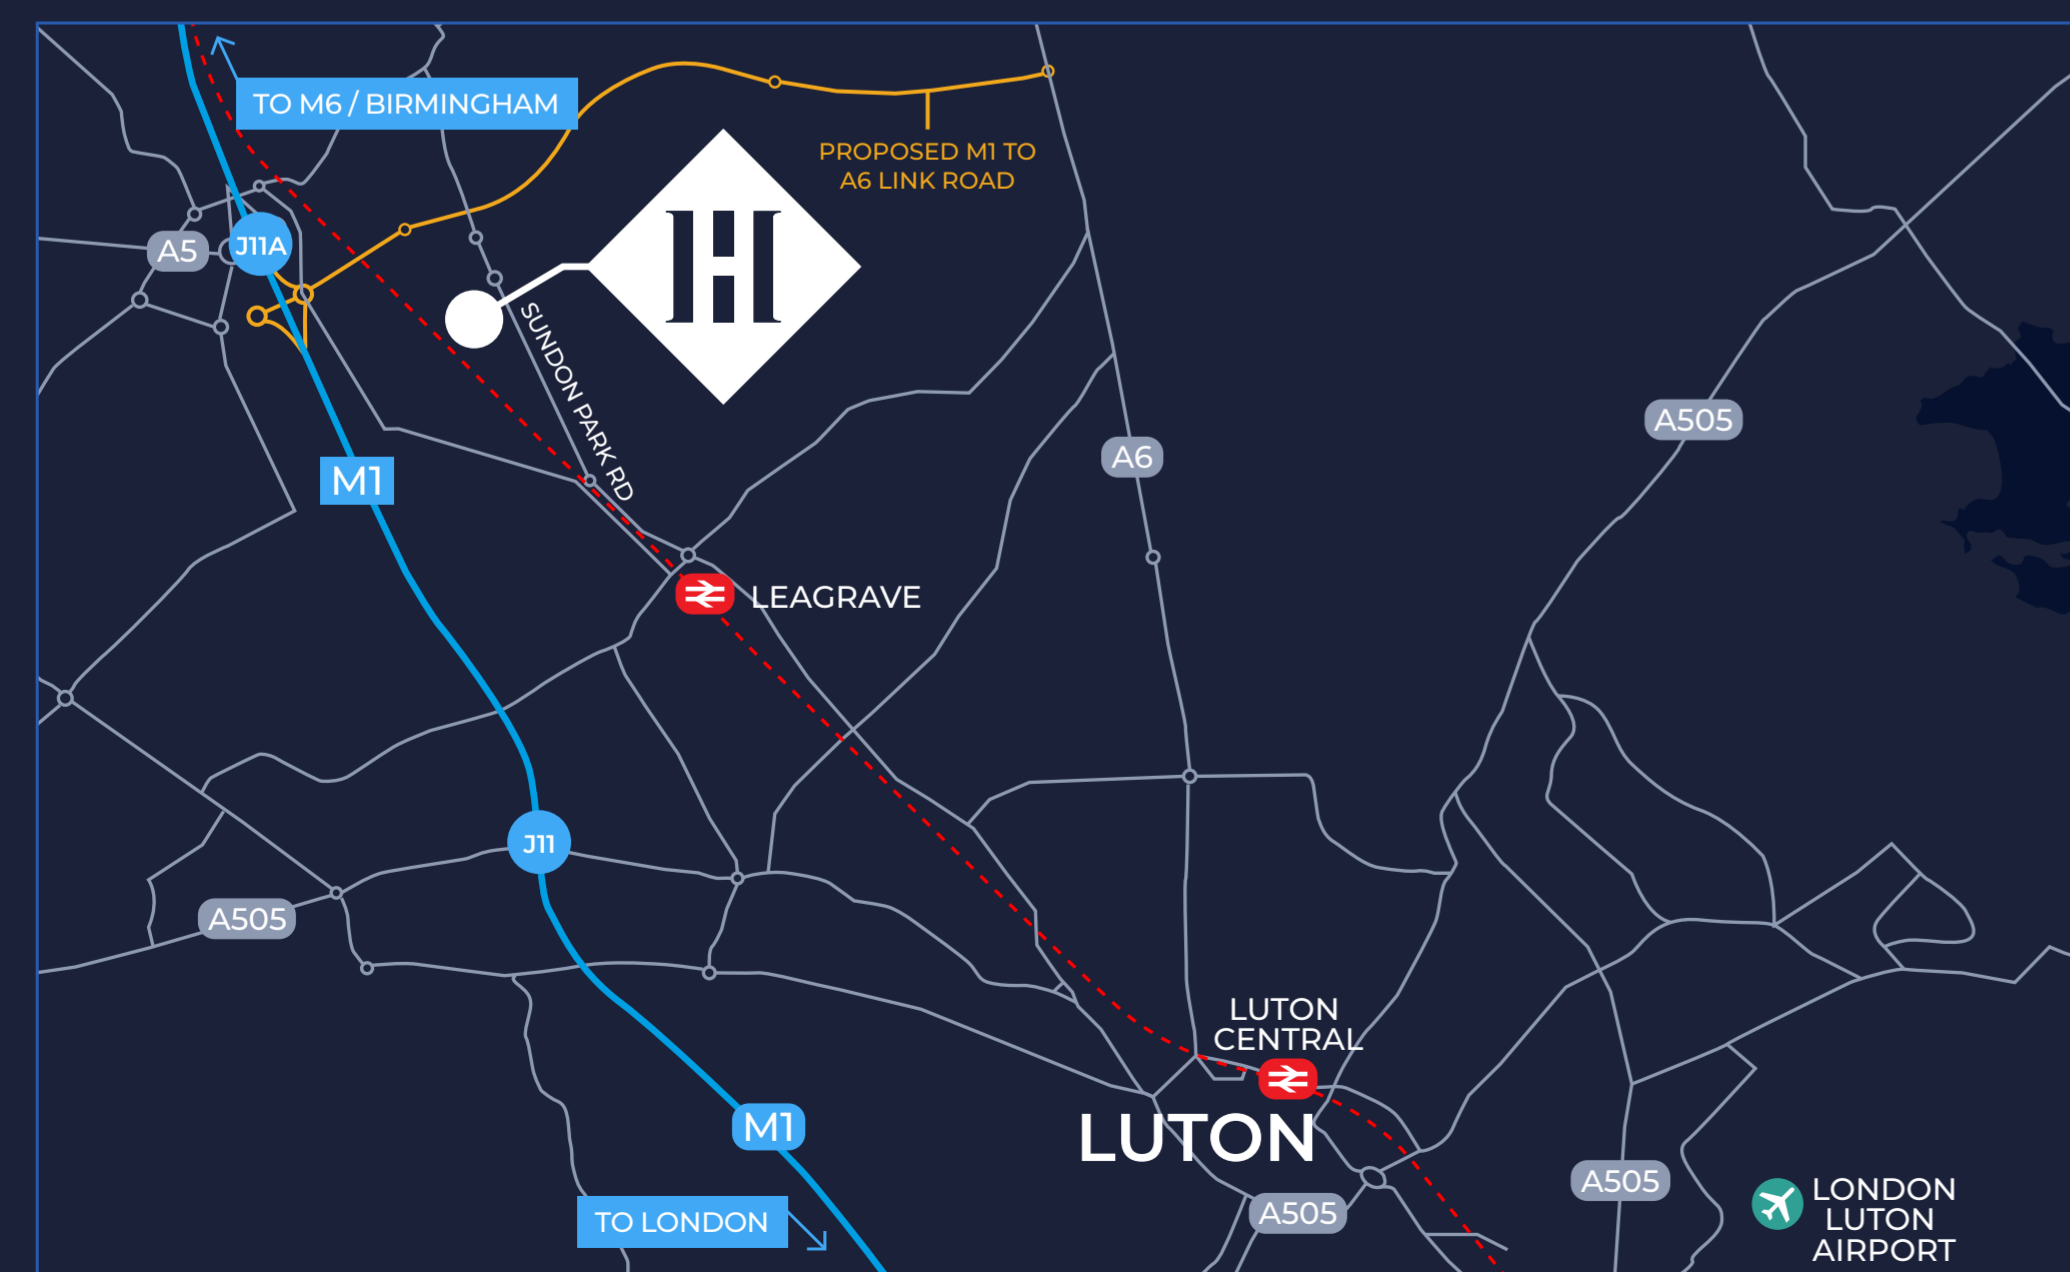 TO M6 / BIRMINGHAM
PROPOSED M1 TO
A6 LINK ROAD
A5
J11A
H
SUNDON PARK RD
A505
A6
M1
LEAGRAVE
J11
A505
LUTON
CENTRAL
M1
LUTON
A505
A505
TO LONDON
LONDON
LUTON
AIRPORT